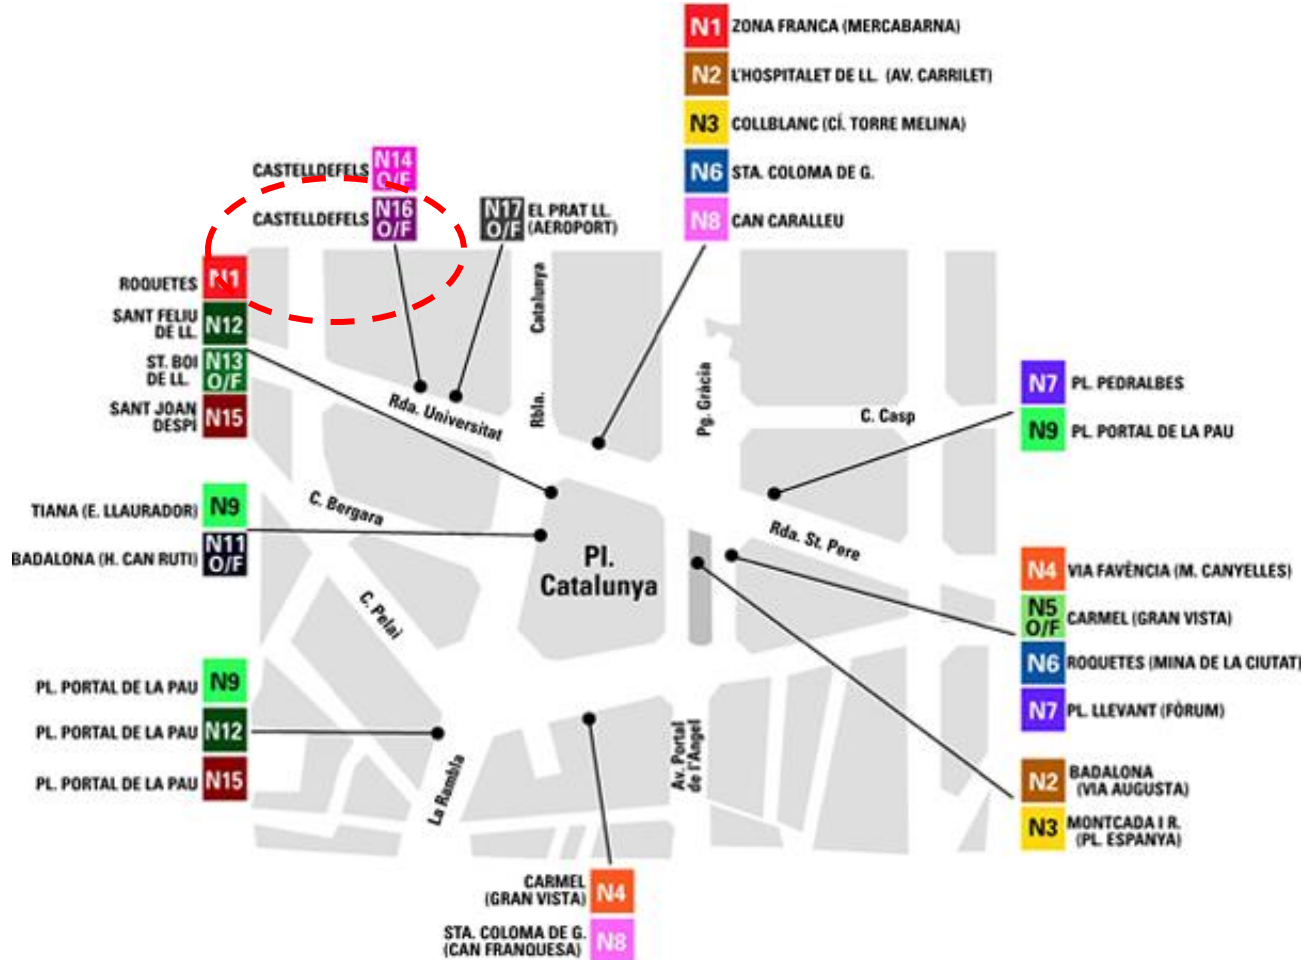 N1 ZONA FRANCA (MERCABARNA)
N2 L'HOSPITALET DE LL. (AV. CARRILET)
N3 COLLBLANC (CÍ. TORRE MELINA)
N6 STA. COLOMA DE G.
N8 CAN CARALLEU
CASTELLDEFELS N14
O/F
CASTELLDEFELS N16
O/F
N17 EL PRAT LL.
O/F (AEROPORT)
ROQUETES N1
SANT FELIU
DE LL. N12
ST. BOI N13
DE LL. O/F
SANT JOAN
DESPI N15
Rda. Universitat
Rbla. Catalunya
Pg. Gràcia
C. Casp
N7 PL. PEDRALBES
N9 PL. PORTAL DE LA PAU
TIANA (E. LLAURADOR) N9
BADALONA (H. CAN RUTI) N11
O/F
C. Bergara
C. Pelai
Pl.
Catalunya
Rda. St. Pere
N4 VIA FAVÈNCIA (M. CANYELLES)
N5 CARMEL (GRAN VISTA)
O/F
N6 ROQUETES (MINA DE LA CIUTAT)
N7 PL. LLEVANT (FÒRUM)
PL. PORTAL DE LA PAU N9
PL. PORTAL DE LA PAU N12
PL. PORTAL DE LA PAU N15
La Rambla
Av. Portal
de l'Angel
N2 BADALONA
(VIA AUGUSTA)
N3 MONTCADA I R.
(PL. ESPANYA)
CARMEL
(GRAN VISTA) N4
STA. COLOMA DE G.
(CAN FRANQUESA) N8